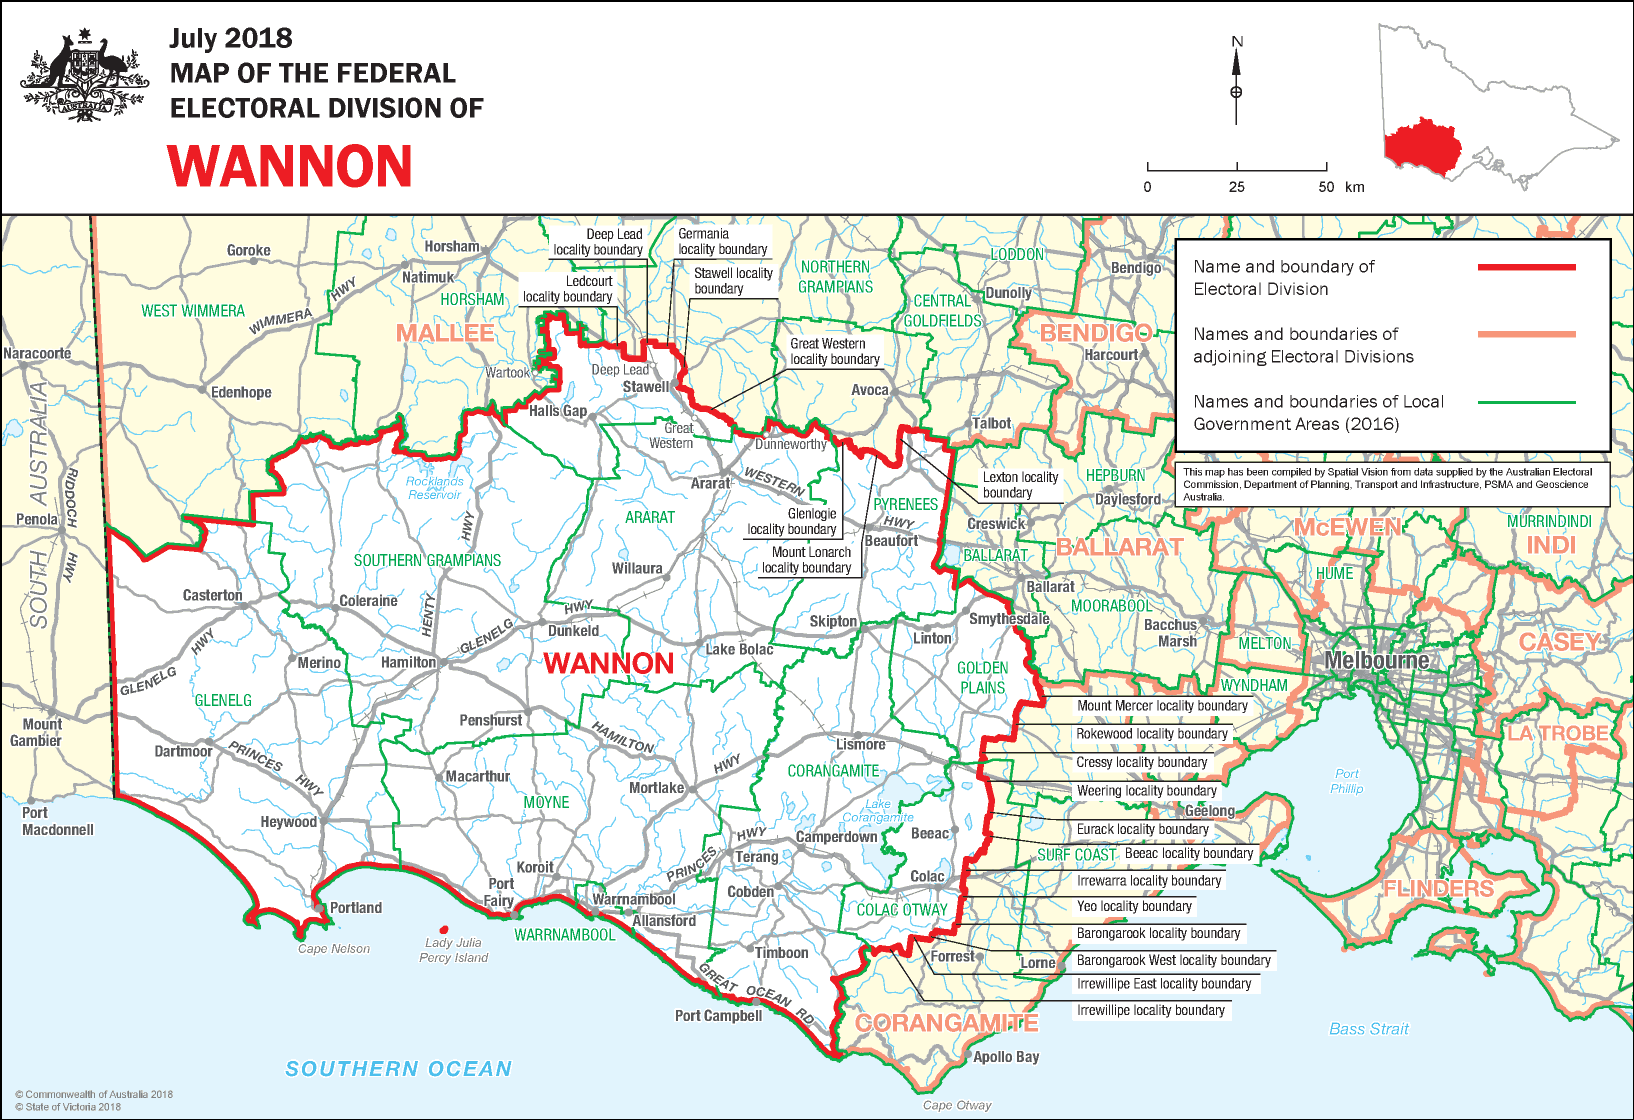 July 2018
MAP OF THE FEDERAL
ELECTORAL DIVISION OF
WANNON
AUSTRALIA
N
0 25 50 km
Name and boundary of
Electoral Division
Names and boundaries of
adjoining Electoral Divisions
Names and boundaries of Local
Government Areas (2016)
This map has been compiled by Spatial Vision from data supplied by the Australian Electoral
Commission, Department of Planning, Transport and Infrastructure, PSMA and Geoscience
Australia.
Deep Lead
locality boundary
Germania
locality boundary
Ledcourt
locality boundary
Stawell locality
boundary
Great Western
locality boundary
Goroke
Horsham
Natimuk
HORSHAM
WEST WIMMERA
WIMMERA
HWY
MALLEE
NORTHERN
GRAMPIANS
LODDON
CENTRAL
GOLDFIELDS
Dunolly
Bendigo
BENDIGO
Harcourt
Naracoorte
Edenhope
Wartook
Deep Lead
Stawell
Halls Gap
Great
Western
Dunneworthy
Avoca
Talbot
SOUTH AUSTRALIA
RIDDOCH
HWY
Penola
Rocklands
Reservoir
HWY
Ararat
WESTERN
HWY
ARARAT
PYRENEES
Lexton locality
boundary
Glenlogie
locality boundary
Mount Lonarch
locality boundary
Beaufort
HEPBURN
Daylesford
Creswick
BALLARAT
BALLARAT
Ballarat
McEWEN
MURRINDINDI
INDI
HUME
SOUTHERN GRAMPIANS
Willaura
Casterton
Coleraine
HENTY
GLENELG
HWY
Dunkeld
Skipton
Linton
Smythesdale
MOORABOOL
Bacchus
Marsh
MELTON
Melbourne
CASEY
GLENELG
HWY
Merino
Hamilton
WANNON
Lake Bolac
GOLDEN
PLAINS
WYNDHAM
GLENELG
Mount
Gambier
Dartmoor
PRINCES
HWY
Penshurst
HAMILTON
HWY
Lismore
Mount Mercer locality boundary
Rokewood locality boundary
Cressy locality boundary
Weering locality boundary
LA TROBE
Macarthur
MOYNE
Mortlake
CORANGAMITE
Lake
Corangamite
Port
Phillip
Geelong
Port
Macdonnell
Heywood
HWY
Camperdown
Beeac
Eurack locality boundary
SURF COAST
Beeac locality boundary
Koroit
PRINCES
Terang
Colac
Irrewarra locality boundary
FLINDERS
Port
Fairy
Warrnambool
Cobden
COLAC OTWAY
Yeo locality boundary
Portland
Allansford
Cape Nelson
Lady Julia
Percy Island
WARRNAMBOOL
Timboon
Forrest
Lorne
Barongarook locality boundary
Barongarook West locality boundary
Irrewillipe East locality boundary
Irrewillipe locality boundary
GREAT OCEAN RD
Port Campbell
CORANGAMITE
Bass Strait
SOUTHERN OCEAN
Apollo Bay
Cape Otway
© Commonwealth of Australia 2018
© State of Victoria 2018